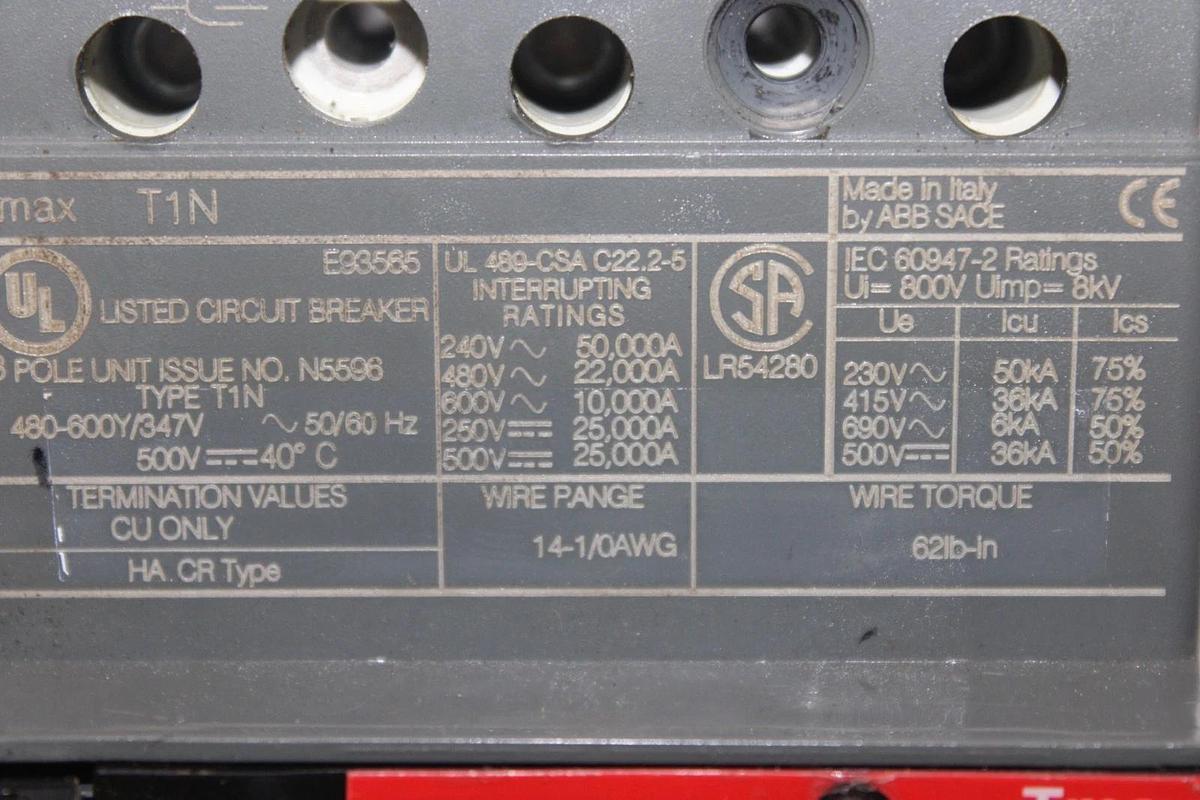 max T1N
Made in Italy
by ABB SACE
CE
UL
E93565
LISTED CIRCUIT BREAKER
3 POLE UNIT ISSUE NO. N5596
TYPE T1N
480-600Y/347V ~ 50/60 Hz
500V ⎓ 40° C
UL 489-CSA C22.2-5
INTERRUPTING
RATINGS
240V ~ 50,000A
480V ~ 22,000A
600V ~ 10,000A
250V ⎓ 25,000A
500V ⎓ 25,000A
SA
LR54280
IEC 60947-2 Ratings
Ui= 800V Uimp= 8kV
Ue Icu Ics
230V~ 50kA 75%
415V~ 36kA 75%
690V~ 6kA 50%
500V⎓ 36kA 50%
TERMINATION VALUES
CU ONLY
HA.CR Type
WIRE PANGE
14-1/0AWG
WIRE TORQUE
62lb-in